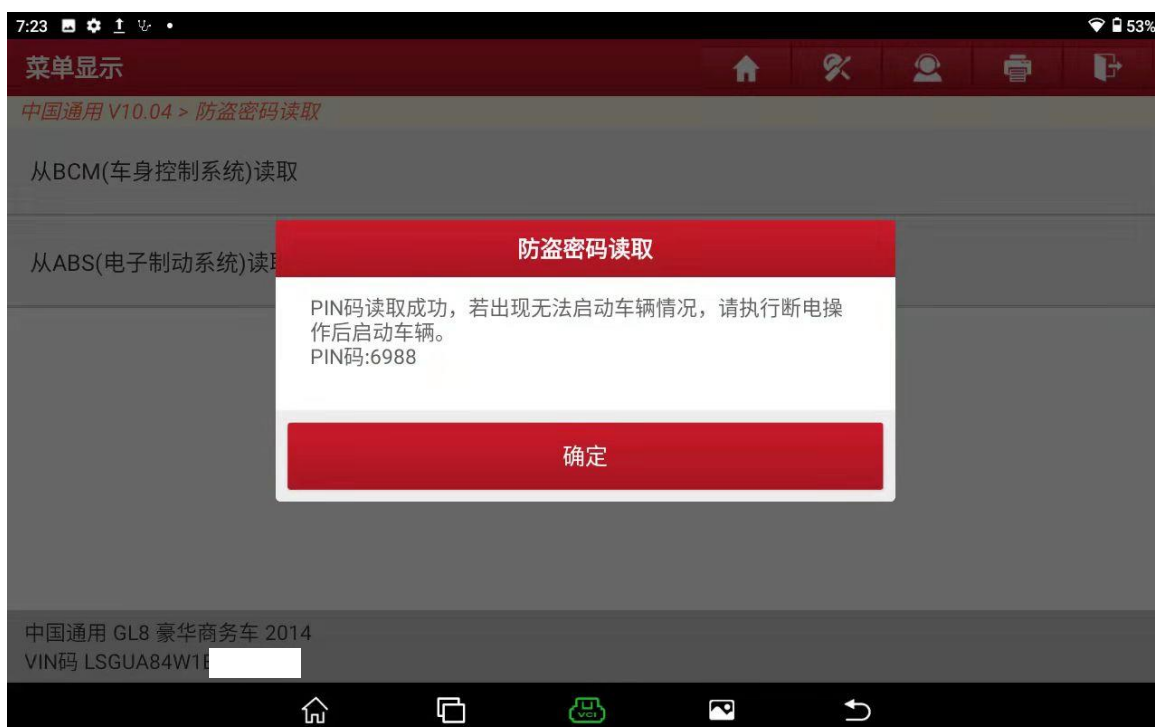 7:23
53%
菜单显示
中国通用 V10.04 > 防盗密码读取
从BCM(车身控制系统)读取
从ABS(电子制动系统)读
防盗密码读取
PIN码读取成功，若出现无法启动车辆情况，请执行断电操
作后启动车辆。
PIN码:6988
确定
中国通用 GL8 豪华商务车 2014
VIN码 LSGUA84W1
VCI